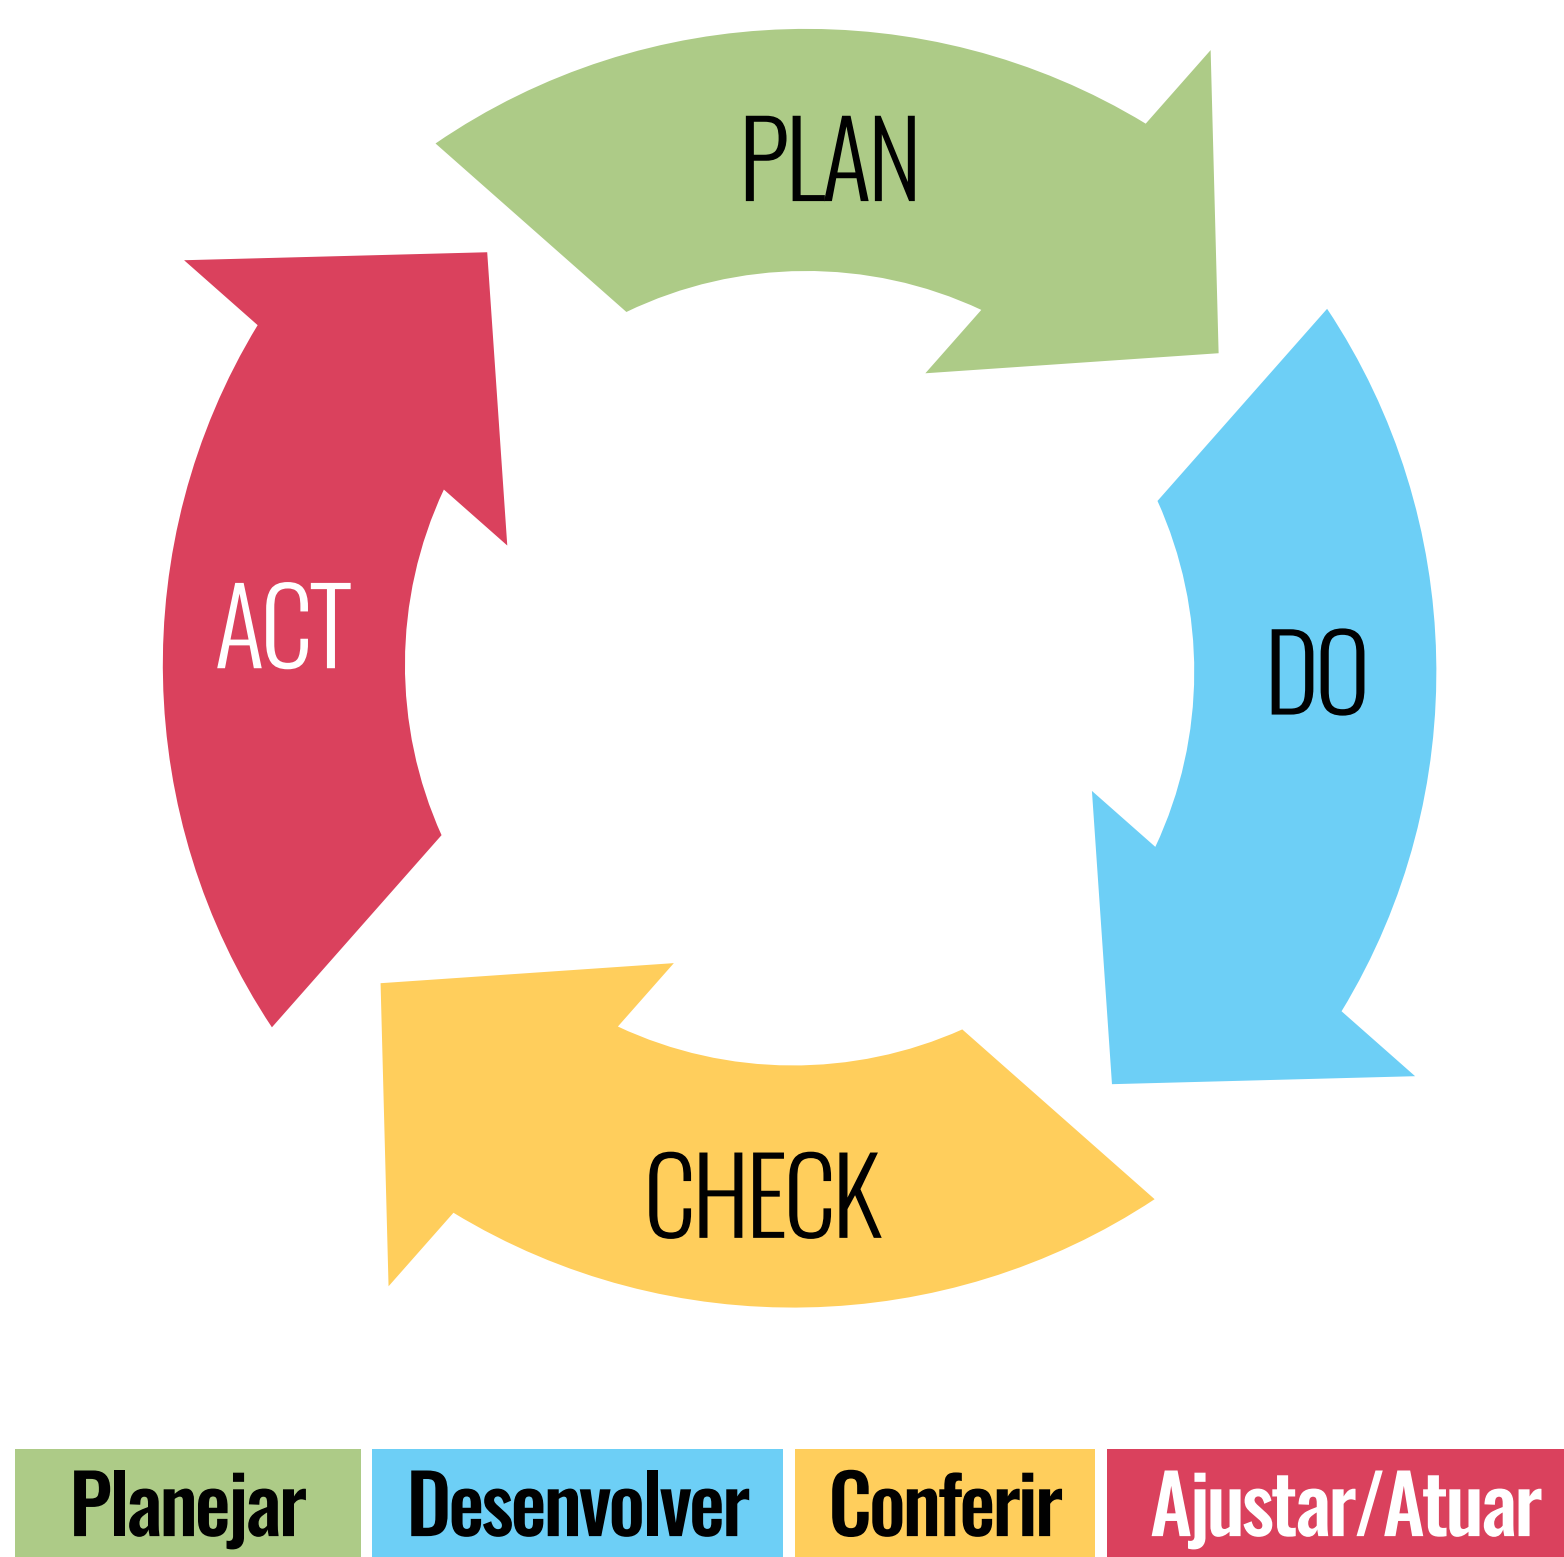 PLAN
ACT
DO
CHECK
Planejar
Desenvolver
Conferir
Ajustar/Atuar